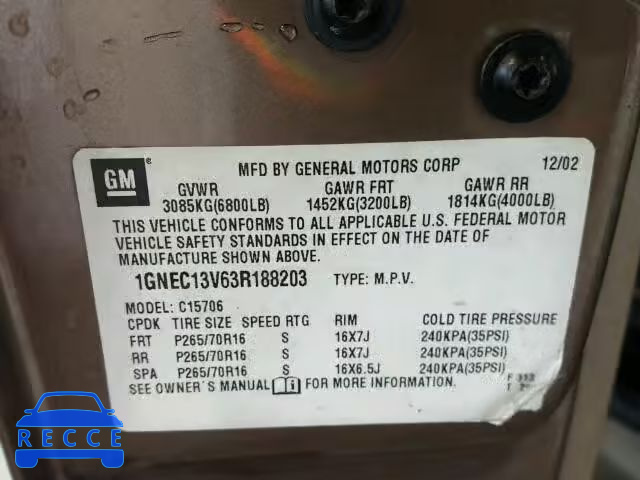 GM ®
MFD BY GENERAL MOTORS CORP 12/02
GVWR GAWR FRT GAWR RR
3085KG(6800LB) 1452KG(3200LB) 1814KG(4000LB)
THIS VEHICLE CONFORMS TO ALL APPLICABLE U.S. FEDERAL MOTOR
VEHICLE SAFETY STANDARDS IN EFFECT ON THE DATE OF
MANUFACTURE SHOWN ABOVE.
1GNEC13V63R188203 TYPE: M.P.V.
MODEL: C15706
CPDK TIRE SIZE SPEED RTG RIM COLD TIRE PRESSURE
FRT P265/70R16 S 16X7J 240KPA(35PSI)
RR P265/70R16 S 16X7J 240KPA(35PSI)
SPA P265/70R16 S 16X6.5J 240KPA(35PSI)
SEE OWNER'S MANUAL FOR MORE INFORMATION.
F
T
RECCE